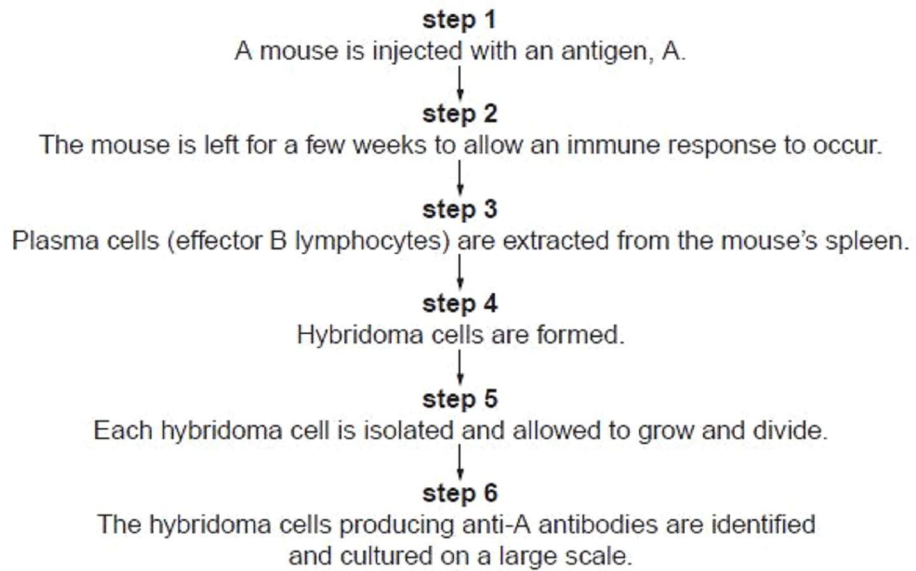 step 1
A mouse is injected with an antigen, A.
step 2
The mouse is left for a few weeks to allow an immune response to occur.
step 3
Plasma cells (effector B lymphocytes) are extracted from the mouse’s spleen.
step 4
Hybridoma cells are formed.
step 5
Each hybridoma cell is isolated and allowed to grow and divide.
step 6
The hybridoma cells producing anti-A antibodies are identified
and cultured on a large scale.